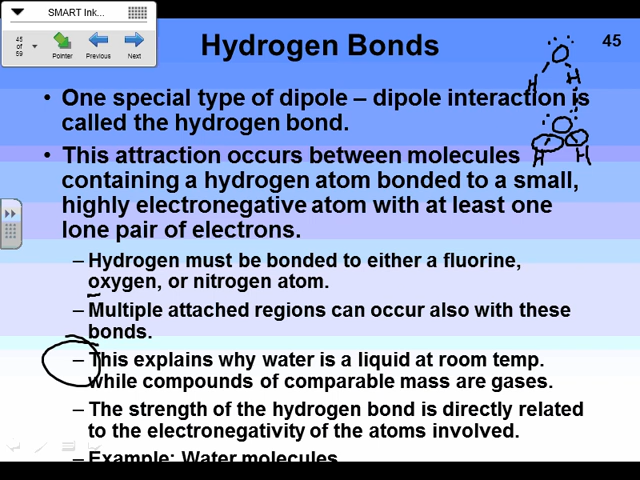 SMART Ink...
45
of
59
Pointer
Previous
Next
Hydrogen Bonds
45
• One special type of dipole – dipole interaction is
called the hydrogen bond.
• This attraction occurs between molecules
containing a hydrogen atom bonded to a small,
highly electronegative atom with at least one
lone pair of electrons.
– Hydrogen must be bonded to either a fluorine,
oxygen, or nitrogen atom.
– Multiple attached regions can occur also with these
bonds.
– This explains why water is a liquid at room temp.
while compounds of comparable mass are gases.
– The strength of the hydrogen bond is directly related
to the electronegativity of the atoms involved.
– Example: Water molecules
O
H H
O
H H